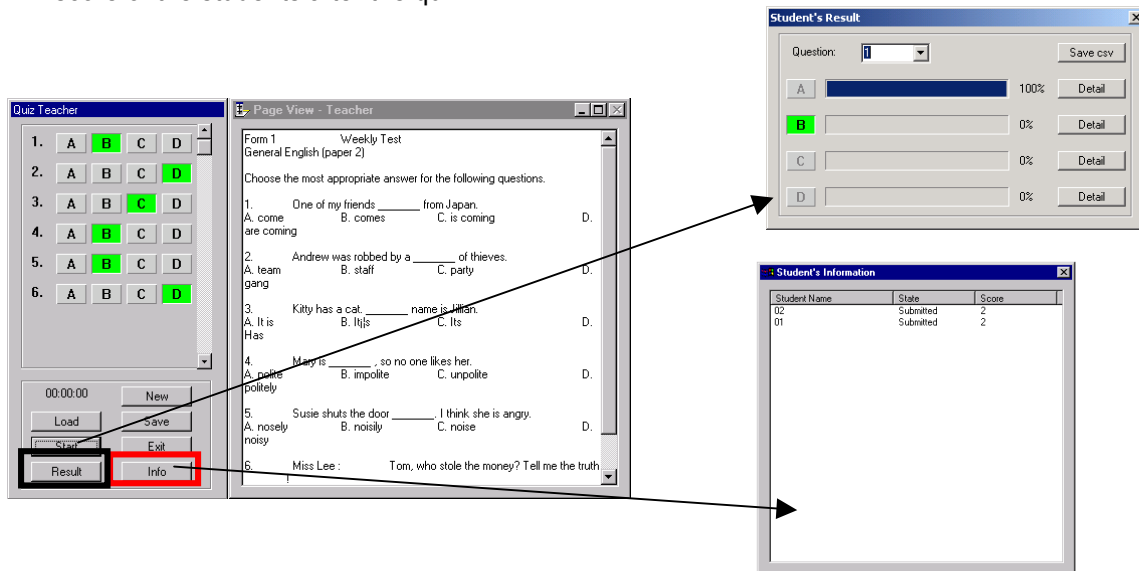 Quiz Teacher
1. A B C D
2. A B C D
3. A B C D
4. A B C D
5. A B C D
6. A B C D
00:00:00 New
Load Save
Start Exit
Result Info
Page View - Teacher
Form 1 Weekly Test
General English (paper 2)
Choose the most appropriate answer for the following questions.
1. One of my friends _______ from Japan.
A. come B. comes C. is coming D.
are coming
2. Andrew was robbed by a _______ of thieves.
A. team B. staff C. party D.
gang
3. Kitty has a cat. _______ name is Jillian.
A. It is B. C. Its D.
Has
4. Mary is _______ , so no one likes her.
A. polite B. impolite C. unpolite D.
politely
5. Susie shuts the door _______. I think she is angry.
A. nosely B. noisily C. noise D.
noisy
6. Miss Lee : Tom, who stole the money? Tell me the truth
!
Student's Result
Question: 1 Save csv
A 100% Detail
B 0% Detail
C 0% Detail
D 0% Detail
Student's Information
Student Name State Score
02 Submitted 2
01 Submitted 2